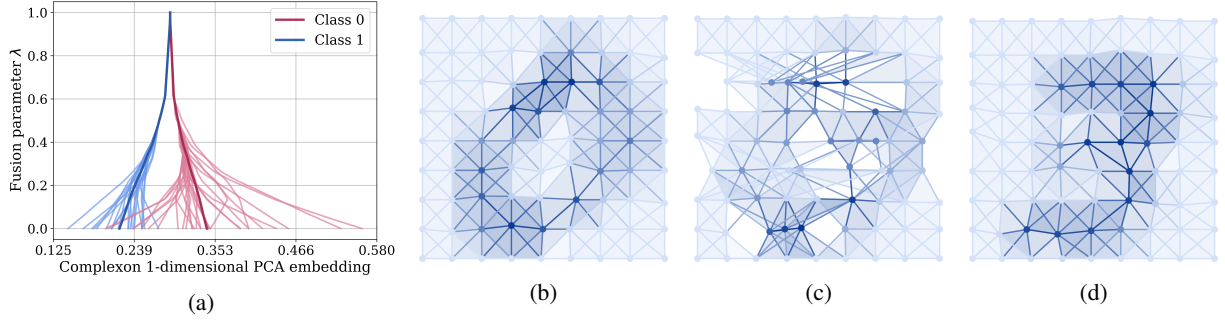 Fusion parameter λ
1.0
0.8
0.6
0.4
0.2
0.0
Class 0
Class 1
0.125
0.239
0.353
0.466
0.580
Complexon 1-dimensional PCA embedding
(a)
(b)
(c)
(d)